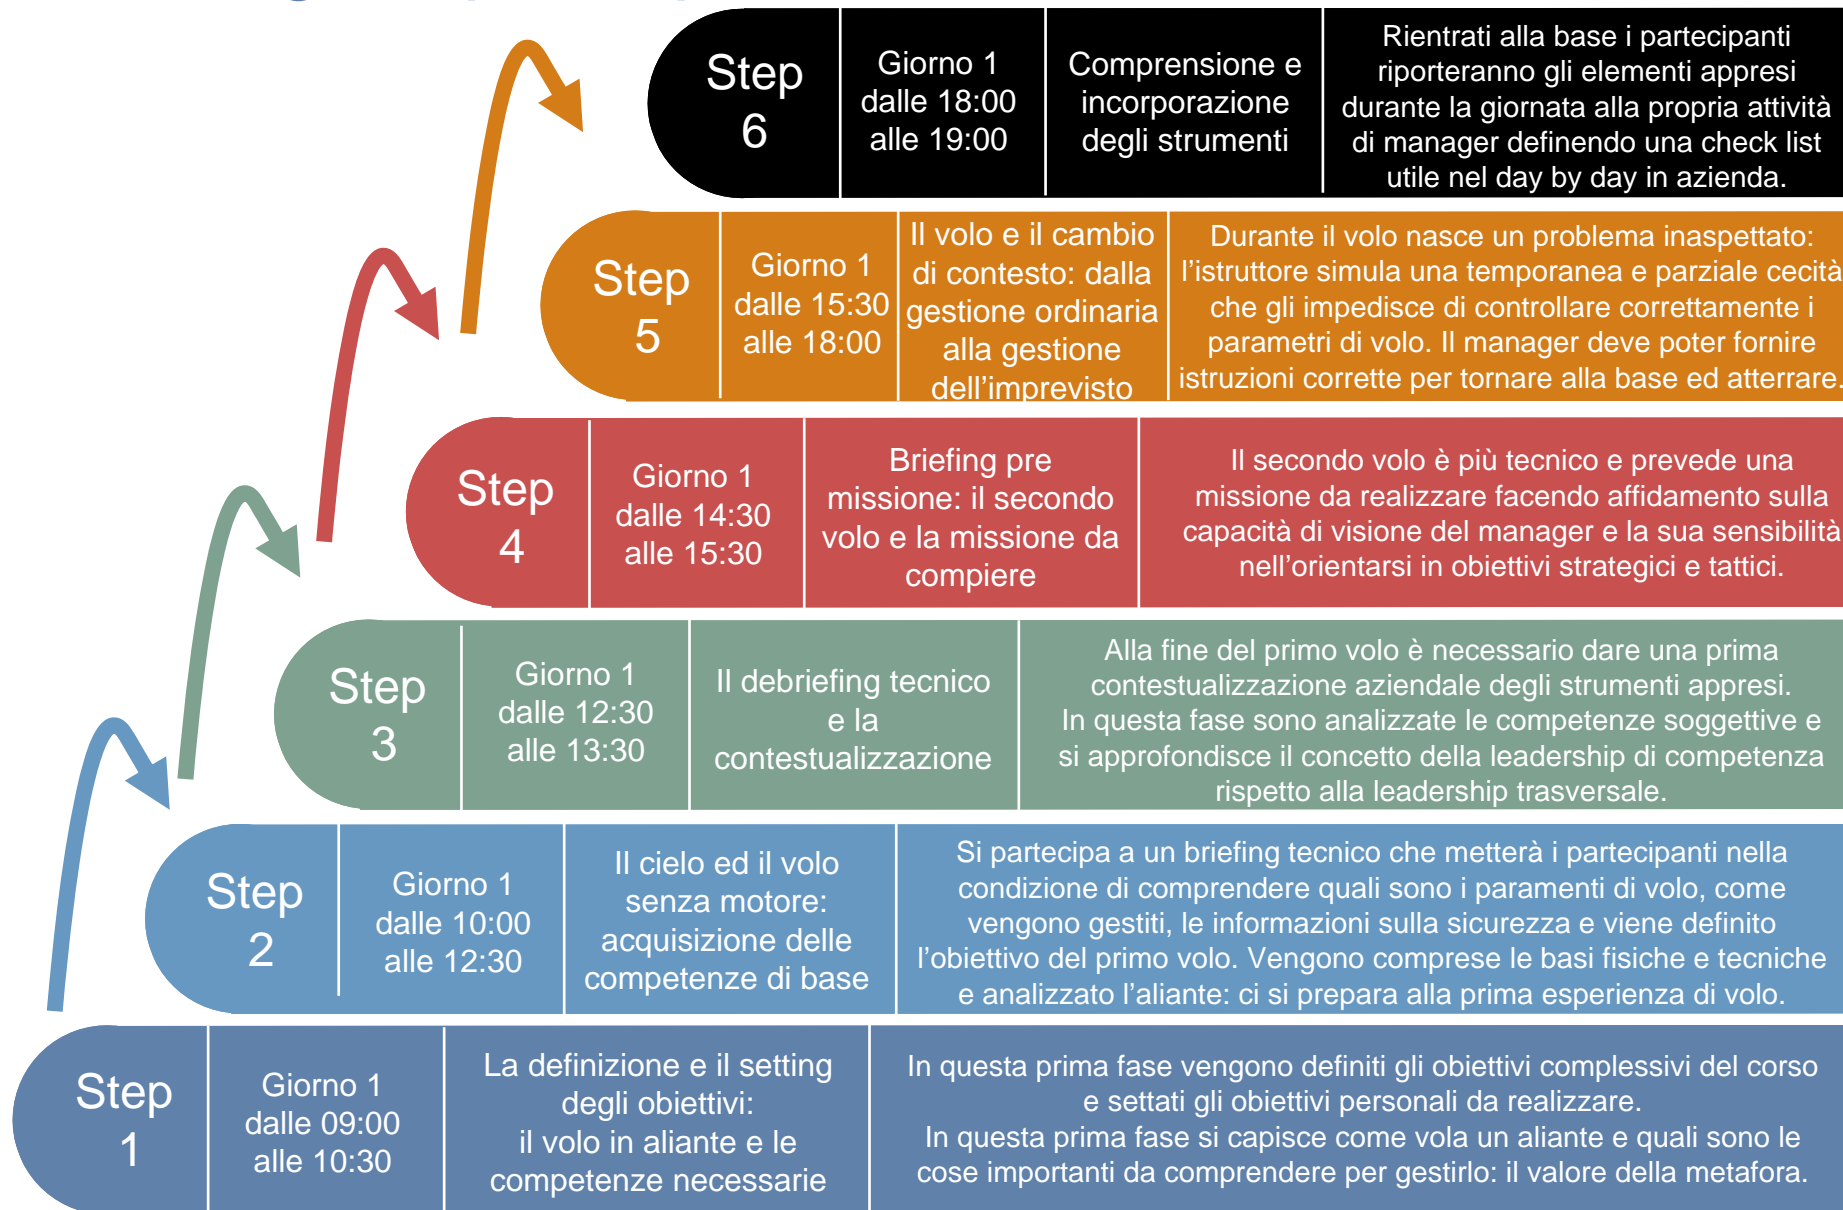 Step
6
Giorno 1
dalle 18:00
alle 19:00
Comprensione e
incorporazione
degli strumenti
Rientrati alla base i partecipanti
riporteranno gli elementi appresi
durante la giornata alla propria attività
di manager definendo una check list
utile nel day by day in azienda.
Step
5
Giorno 1
dalle 15:30
alle 18:00
Il volo e il cambio
di contesto: dalla
gestione ordinaria
alla gestione
dell’imprevisto
Durante il volo nasce un problema inaspettato:
l’istruttore simula una temporanea e parziale cecità
che gli impedisce di controllare correttamente i
parametri di volo. Il manager deve poter fornire
istruzioni corrette per tornare alla base ed atterrare.
Step
4
Giorno 1
dalle 14:30
alle 15:30
Briefing pre
missione: il secondo
volo e la missione da
compiere
Il secondo volo è più tecnico e prevede una
missione da realizzare facendo affidamento sulla
capacità di visione del manager e la sua sensibilità
nell’orientarsi in obiettivi strategici e tattici.
Step
3
Giorno 1
dalle 12:30
alle 13:30
Il debriefing tecnico
e la
contestualizzazione
Alla fine del primo volo è necessario dare una prima
contestualizzazione aziendale degli strumenti appresi.
In questa fase sono analizzate le competenze soggettive e
si approfondisce il concetto della leadership di competenza
rispetto alla leadership trasversale.
Step
2
Giorno 1
dalle 10:00
alle 12:30
Il cielo ed il volo
senza motore:
acquisizione delle
competenze di base
Si partecipa a un briefing tecnico che metterà i partecipanti nella
condizione di comprendere quali sono i paramenti di volo, come
vengono gestiti, le informazioni sulla sicurezza e viene definito
l’obiettivo del primo volo. Vengono comprese le basi fisiche e tecniche
e analizzato l’aliante: ci si prepara alla prima esperienza di volo.
Step
1
Giorno 1
dalle 09:00
alle 10:30
La definizione e il setting
degli obiettivi:
il volo in aliante e le
competenze necessarie
In questa prima fase vengono definiti gli obiettivi complessivi del corso
e settati gli obiettivi personali da realizzare.
In questa prima fase si capisce come vola un aliante e quali sono le
cose importanti da comprendere per gestirlo: il valore della metafora.